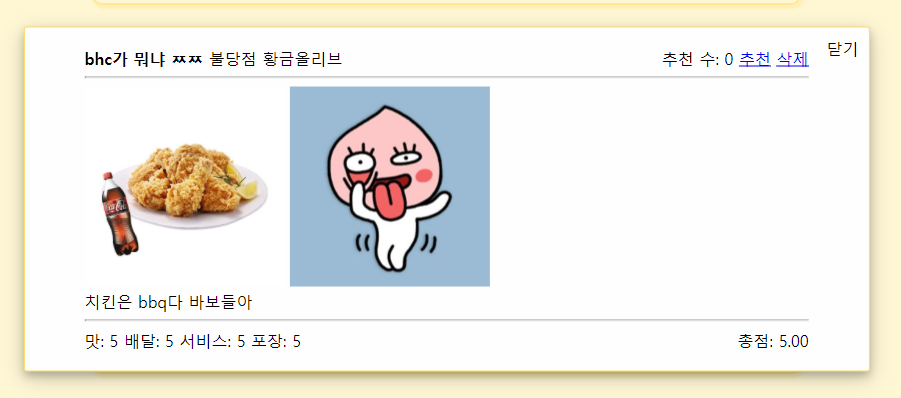 bhc가 뭐냐 ㅉㅉ 불당점 황금올리브 추천 수: 0 추천 삭제 닫기
치킨은 bbq다 바보들아
맛: 5 배달: 5 서비스: 5 포장: 5 총점: 5.00